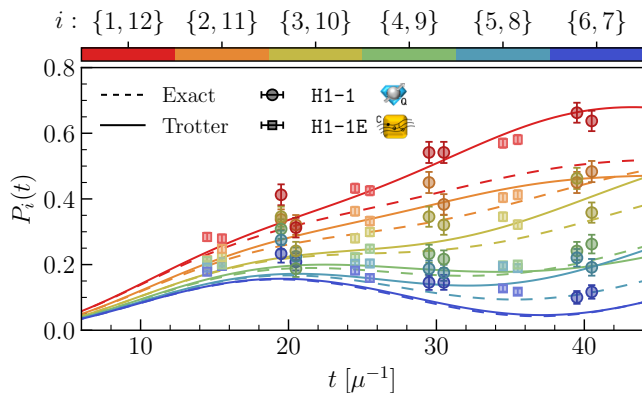 i : {1, 12} {2, 11} {3, 10} {4, 9} {5, 8} {6, 7}
0.8
0.6
0.4
0.2
0.0
P_i(t)
Exact
Trotter
H1-1
Q
H1-1E
C
10 20 30 40
t [μ⁻¹]